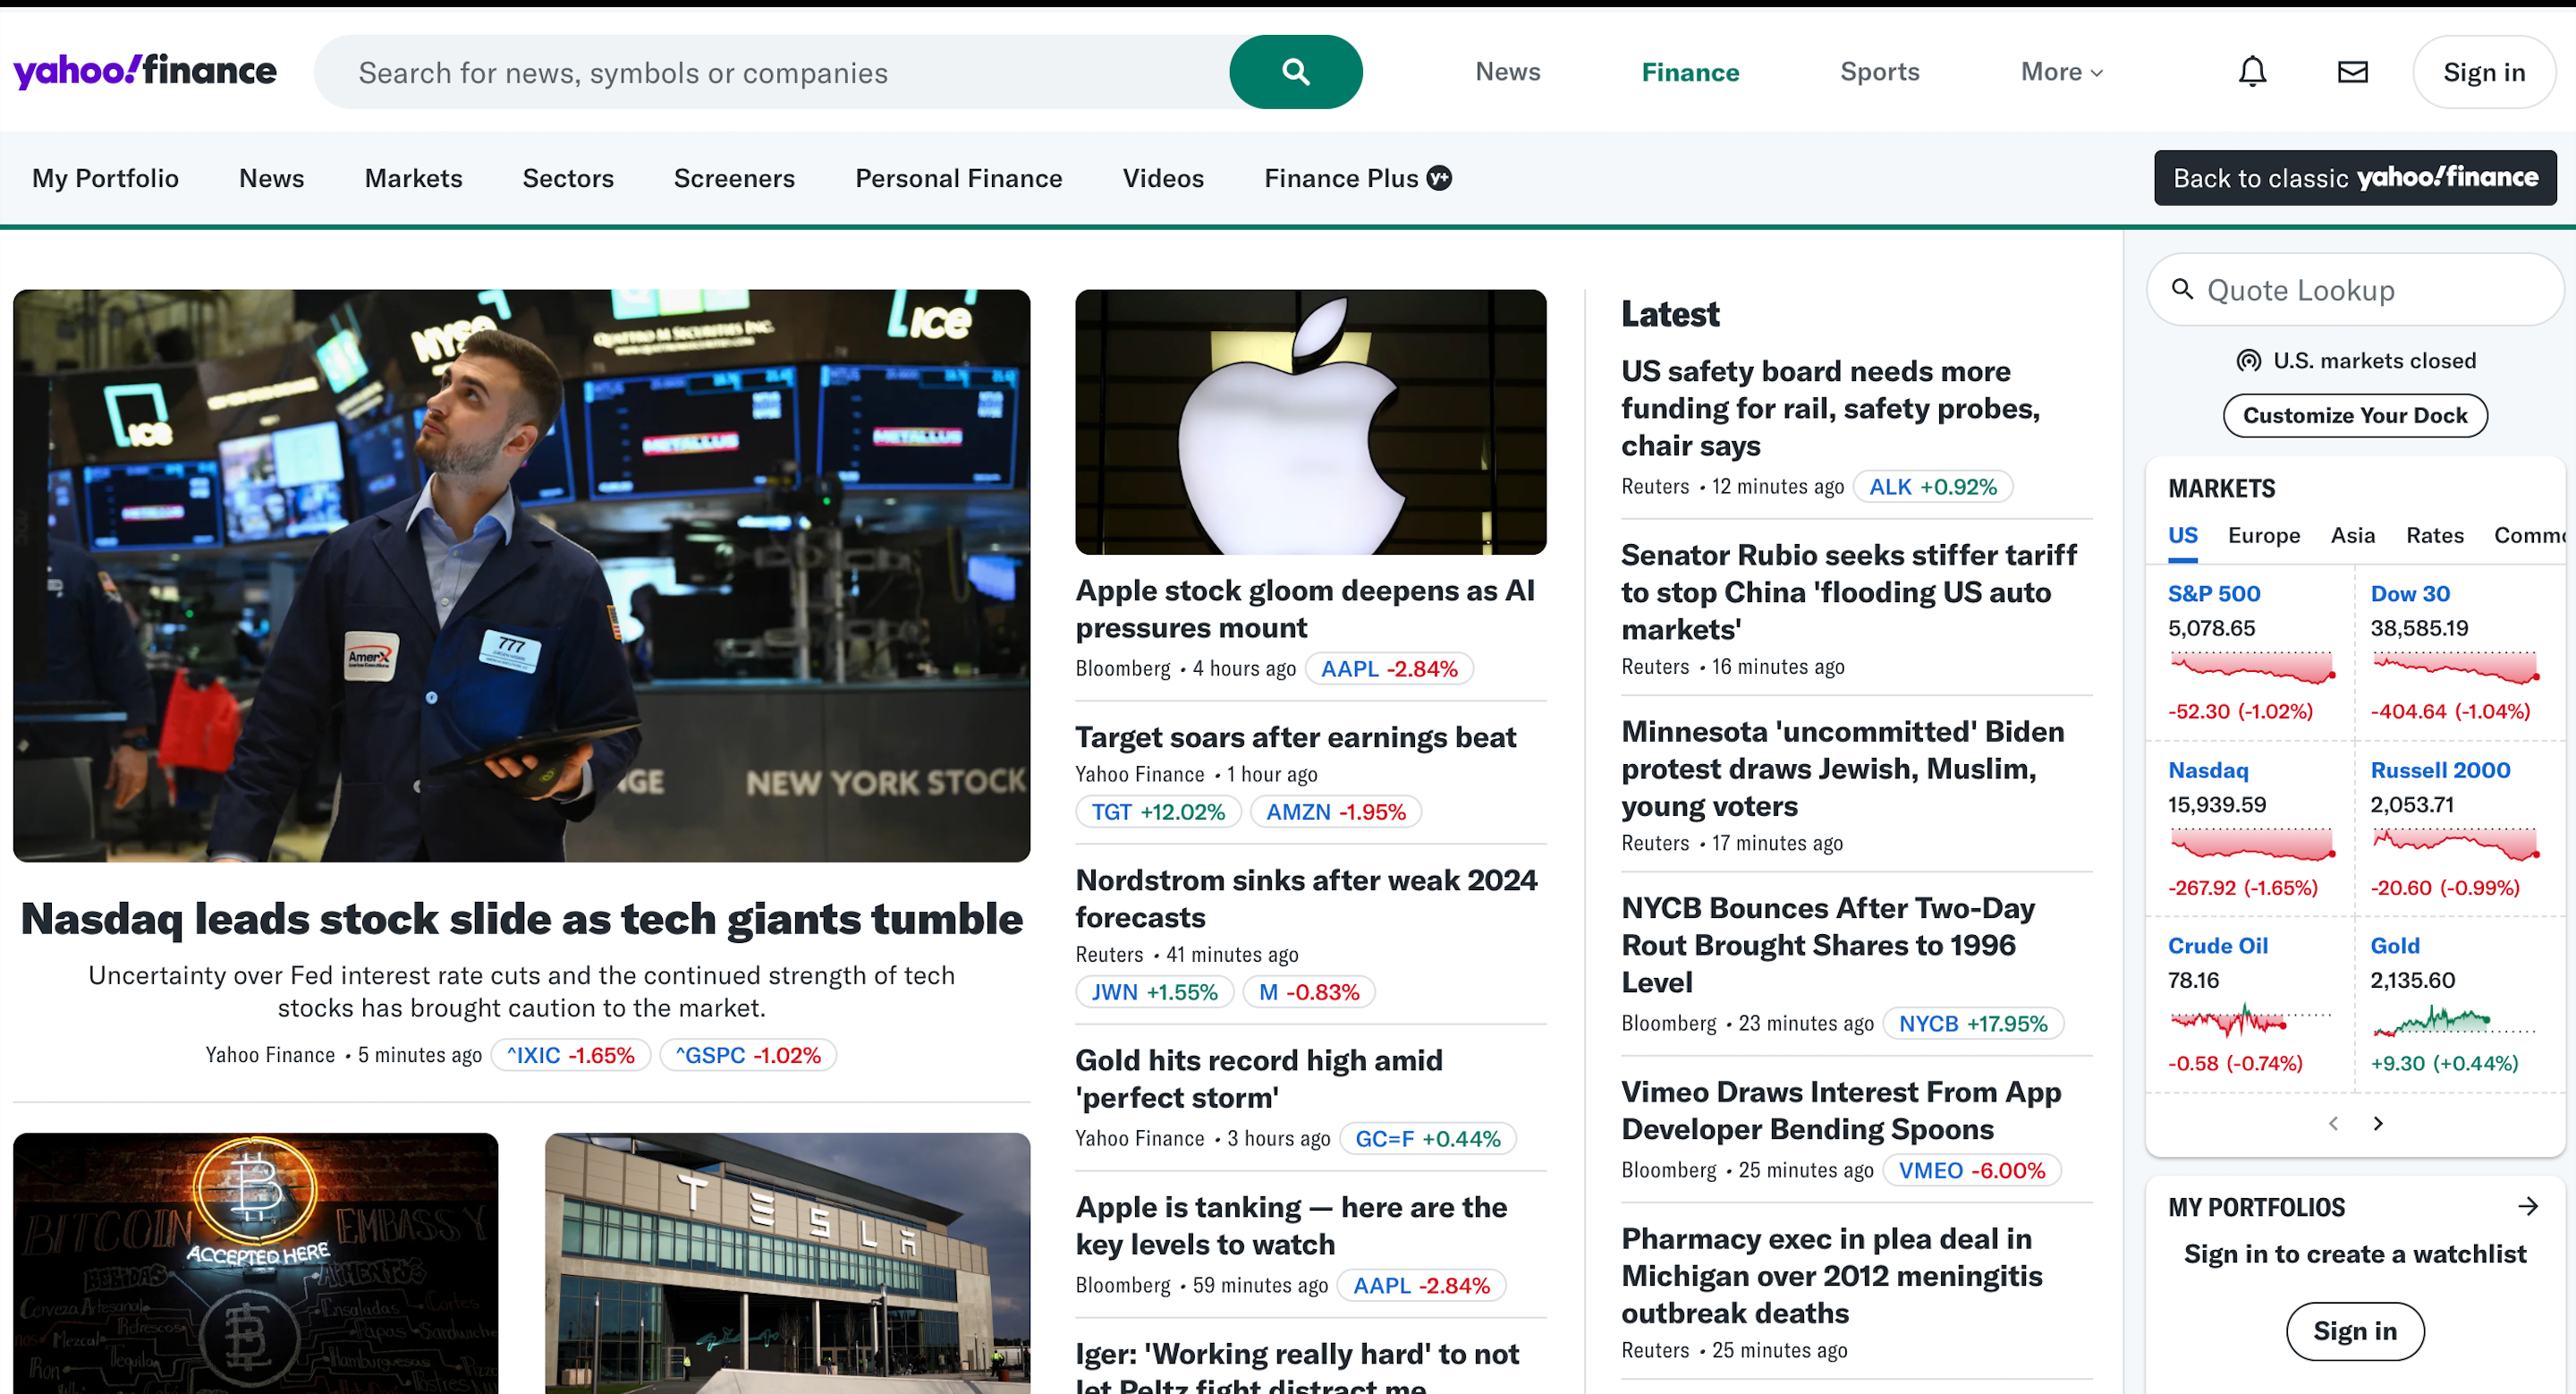 yahoo!finance
Search for news, symbols or companies
News
Finance
Sports
More
Sign in
My Portfolio
News
Markets
Sectors
Screeners
Personal Finance
Videos
Finance Plus y+
Back to classic yahoo!finance
NYSE
ice
ice
METALLUS
METALLUS
AmerX
777
NGE
NEW YORK STOCK
Nasdaq leads stock slide as tech giants tumble
Uncertainty over Fed interest rate cuts and the continued strength of tech
stocks has brought caution to the market.
Yahoo Finance • 5 minutes ago ^IXIC -1.65% ^GSPC -1.02%
BITCOIN EMBASSY
ACCEPTED HERE
BEBIDAS
Cerveza Artesanal
Refrescos
Mezcal
Tequila
Ensaladas
Papas
Hamburguesas
TESLA
Apple stock gloom deepens as AI
pressures mount
Bloomberg • 4 hours ago AAPL -2.84%
Target soars after earnings beat
Yahoo Finance • 1 hour ago
TGT +12.02% AMZN -1.95%
Nordstrom sinks after weak 2024
forecasts
Reuters • 41 minutes ago
JWN +1.55% M -0.83%
Gold hits record high amid
'perfect storm'
Yahoo Finance • 3 hours ago GC=F +0.44%
Apple is tanking — here are the
key levels to watch
Bloomberg • 59 minutes ago AAPL -2.84%
Iger: 'Working really hard' to not
let Peltz fight distract me
Latest
US safety board needs more
funding for rail, safety probes,
chair says
Reuters • 12 minutes ago ALK +0.92%
Senator Rubio seeks stiffer tariff
to stop China 'flooding US auto
markets'
Reuters • 16 minutes ago
Minnesota 'uncommitted' Biden
protest draws Jewish, Muslim,
young voters
Reuters • 17 minutes ago
NYCB Bounces After Two-Day
Rout Brought Shares to 1996
Level
Bloomberg • 23 minutes ago NYCB +17.95%
Vimeo Draws Interest From App
Developer Bending Spoons
Bloomberg • 25 minutes ago VMEO -6.00%
Pharmacy exec in plea deal in
Michigan over 2012 meningitis
outbreak deaths
Reuters • 25 minutes ago
Quote Lookup
U.S. markets closed
Customize Your Dock
MARKETS
US Europe Asia Rates Commo
S&P 500
5,078.65
-52.30 (-1.02%)
Dow 30
38,585.19
-404.64 (-1.04%)
Nasdaq
15,939.59
-267.92 (-1.65%)
Russell 2000
2,053.71
-20.60 (-0.99%)
Crude Oil
78.16
-0.58 (-0.74%)
Gold
2,135.60
+9.30 (+0.44%)
MY PORTFOLIOS
Sign in to create a watchlist
Sign in